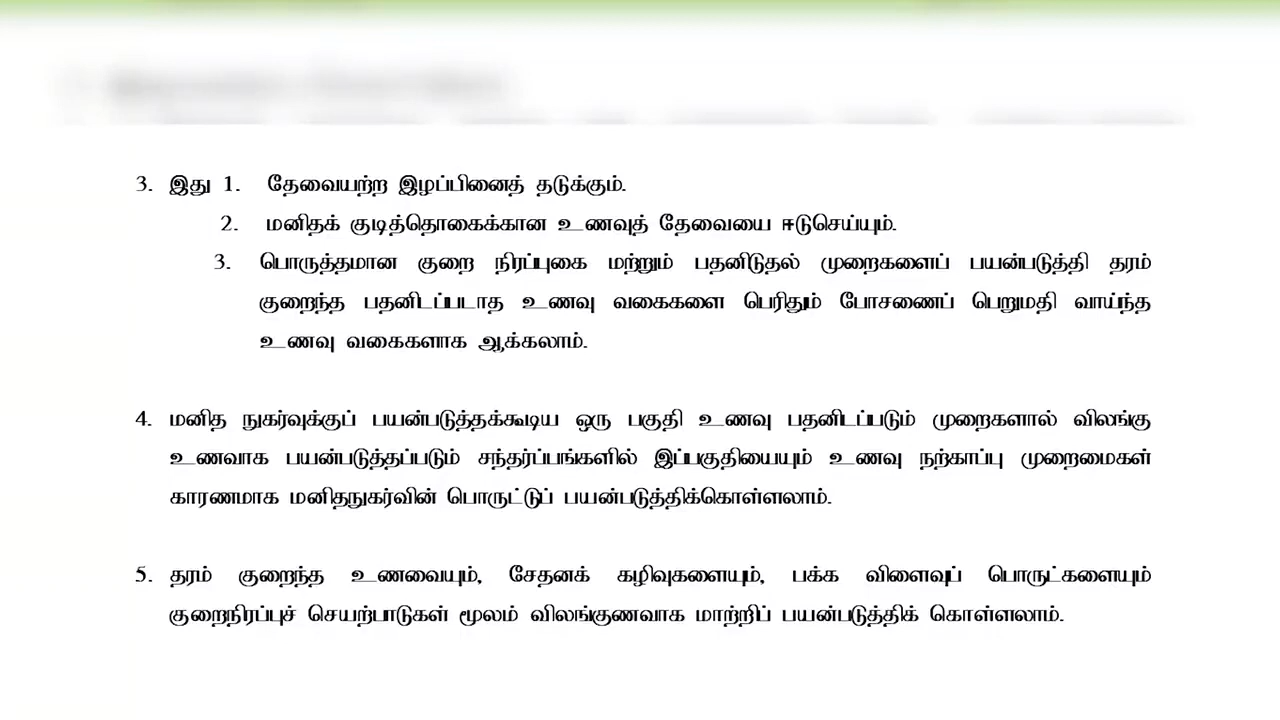 3. இது 1. தேவையற்ற இழப்பினைத் தடுக்கும்.
2. மனிதக் குடித்தொகைக்கான உணவுத் தேவையை ஈடுசெய்யும்.
3. பொருத்தமான குறை நிரப்புகை மற்றும் பதனிடுதல் முறைகளைப் பயன்படுத்தி தரம்
குறைந்த பதனிடப்படாத உணவு வகைகளை பெரிதும் போசணைப் பெறுமதி வாய்ந்த
உணவு வகைகளாக ஆக்கலாம்.
4. மனித நுகர்வுக்குப் பயன்படுத்தக்கூடிய ஒரு பகுதி உணவு பதனிடப்படும் முறைகளால் விலங்கு
உணவாக பயன்படுத்தப்படும் சந்தர்ப்பங்களில் இப்பகுதியையும் உணவு நற்காப்பு முறைமைகள்
காரணமாக மனிதநுகர்வின் பொருட்டுப் பயன்படுத்திக்கொள்ளலாம்.
5. தரம் குறைந்த உணவையும், சேதனக் கழிவுகளையும், பக்க விளைவுப் பொருட்களையும்
குறைநிரப்புச் செயற்பாடுகள் மூலம் விலங்குணவாக மாற்றிப் பயன்படுத்திக் கொள்ளலாம்.